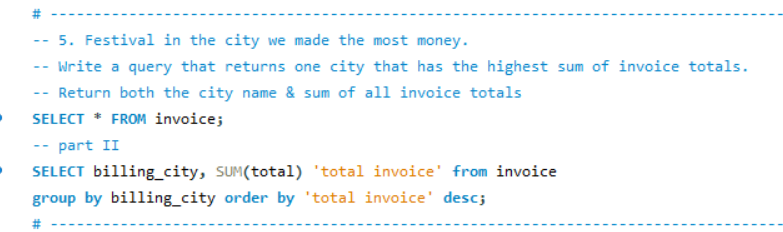 # ------------------------------------------------------------------------------------
-- 5. Festival in the city we made the most money.
-- Write a query that returns one city that has the highest sum of invoice totals.
-- Return both the city name & sum of all invoice totals
SELECT * FROM invoice;
-- part II
SELECT billing_city, SUM(total) 'total invoice' from invoice
group by billing_city order by 'total invoice' desc;
# ------------------------------------------------------------------------------------